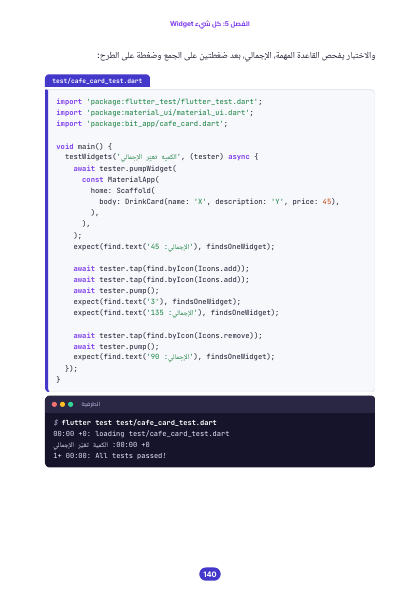 الفصل 5: كل شيء Widget
والاختبار يفحص القاعدة المهمة، الإجمالي، بعد ضغطتين على الجمع وضغطة على الطرح:
test/cafe_card_test.dart
import 'package:flutter_test/flutter_test.dart';
import 'package:material_ui/material_ui.dart';
import 'package:bit_app/cafe_card.dart';
void main() {
testWidgets('الكمية تغيّر الإجمالي', (tester) async {
await tester.pumpWidget(
const MaterialApp(
home: Scaffold(
body: DrinkCard(name: 'X', description: 'Y', price: 45),
),
),
);
expect(find.text('الإجمالي: 45'), findsOneWidget);
await tester.tap(find.byIcon(Icons.add));
await tester.tap(find.byIcon(Icons.add));
await tester.pump();
expect(find.text('3'), findsOneWidget);
expect(find.text('الإجمالي: 135'), findsOneWidget);
await tester.tap(find.byIcon(Icons.remove));
await tester.pump();
expect(find.text('الإجمالي: 90'), findsOneWidget);
});
}
الطرفية
$ flutter test test/cafe_card_test.dart
00:00 +0: loading test/cafe_card_test.dart
00:00 +0: الكمية تغيّر الإجمالي
00:00 +1: All tests passed!
140